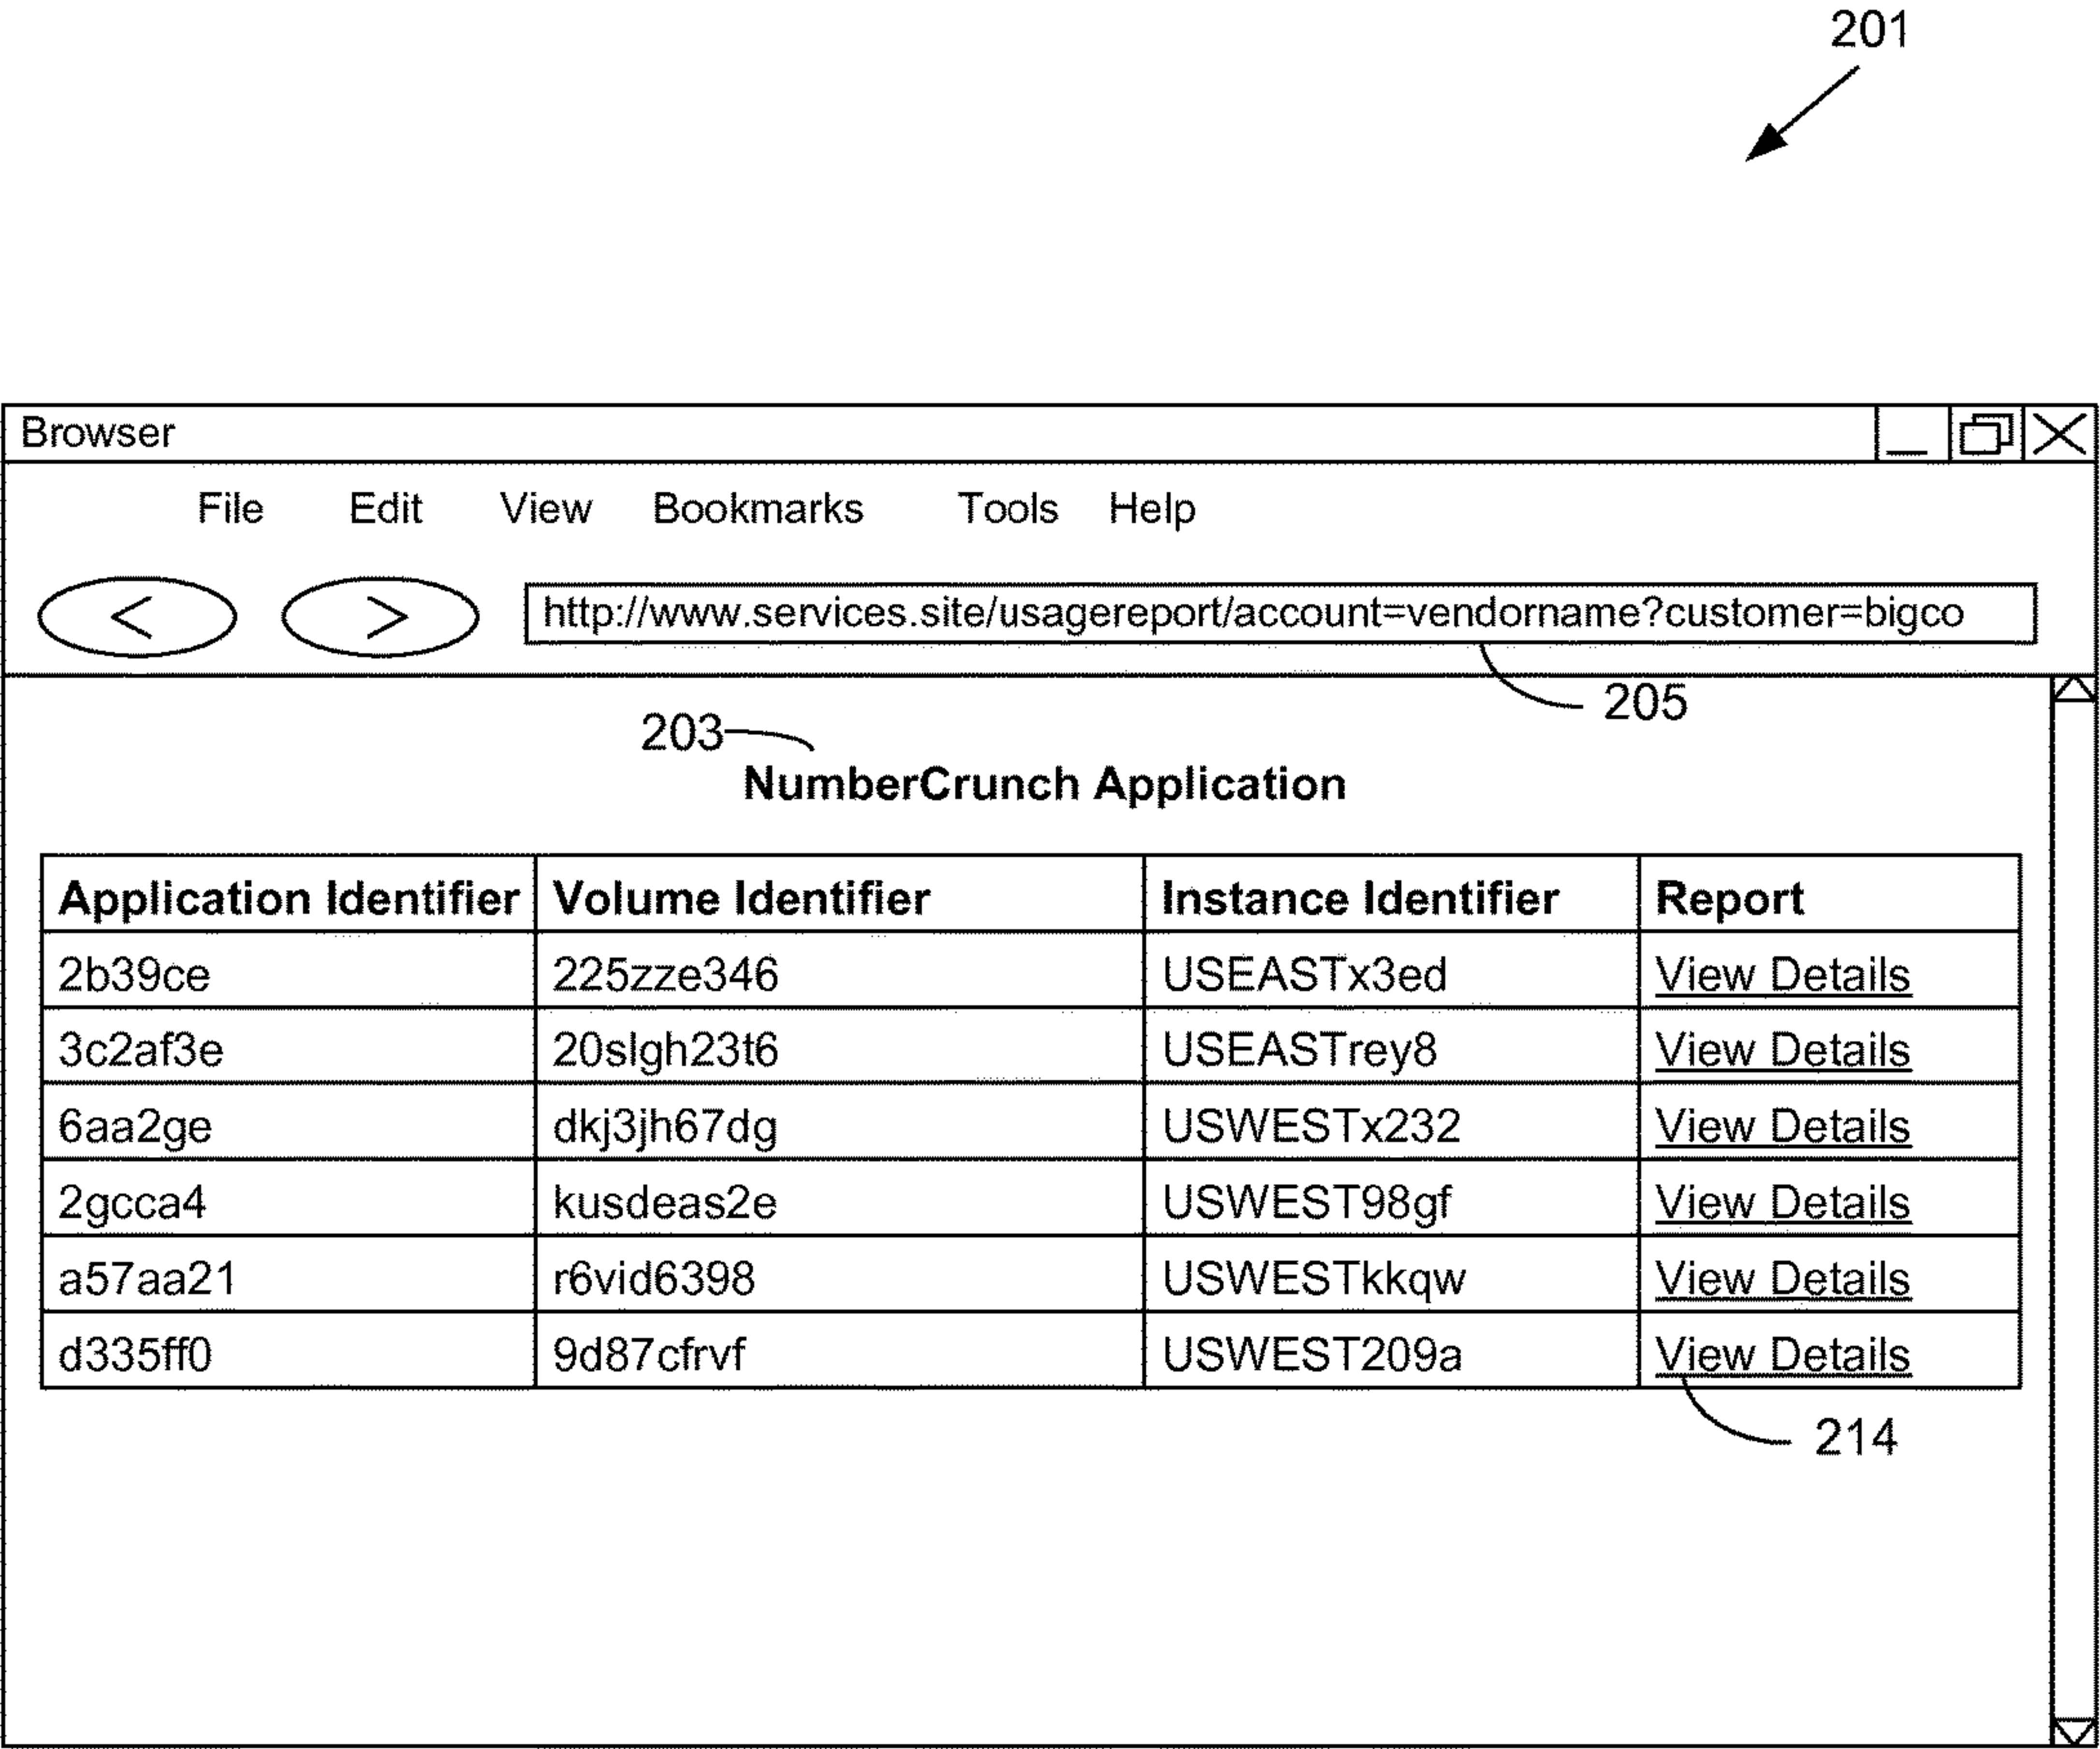 201
Browser
File Edit View Bookmarks Tools Help
< > http://www.services.site/usagereport/account=vendorname?customer=bigco
205
203
NumberCrunch Application
Application Identifier Volume Identifier Instance Identifier Report
2b39ce 225zze346 USEASTx3ed View Details
3c2af3e 20slgh23t6 USEASTrey8 View Details
6aa2ge dkj3jh67dg USWESTx232 View Details
2gcca4 kusdeas2e USWEST98gf View Details
a57aa21 r6vid6398 USWESTkkqw View Details
d335ff0 9d87cfrvf USWEST209a View Details
214